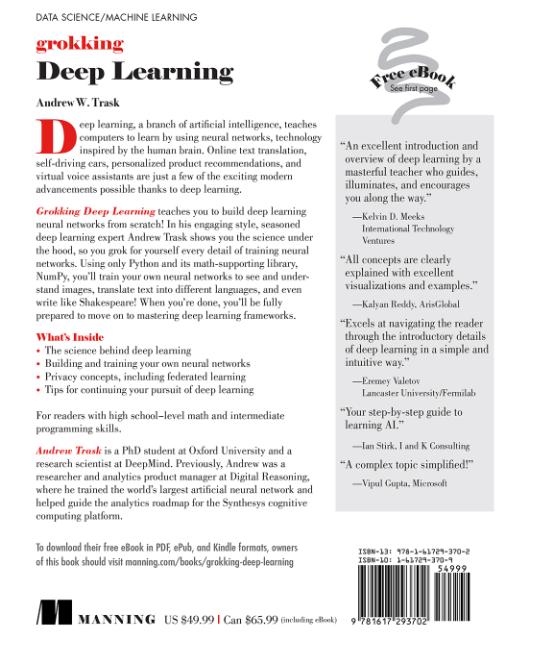 DATA SCIENCE/MACHINE LEARNING
grokking
Deep Learning
Andrew W. Trask
Deep learning, a branch of artificial intelligence, teaches
computers to learn by using neural networks, technology
inspired by the human brain. Online text translation,
self-driving cars, personalized product recommendations, and
virtual voice assistants are just a few of the exciting modern
advancements possible thanks to deep learning.
Grokking Deep Learning teaches you to build deep learning
neural networks from scratch! In his engaging style, seasoned
deep learning expert Andrew Trask shows you the science under
the hood, so you grok for yourself every detail of training neural
networks. Using only Python and its math-supporting library,
NumPy, you'll train your own neural networks to see and under-
stand images, translate text into different languages, and even
write like Shakespeare! When you're done, you'll be fully
prepared to move on to mastering deep learning frameworks.
What's Inside
• The science behind deep learning
• Building and training your own neural networks
• Privacy concepts, including federated learning
• Tips for continuing your pursuit of deep learning
For readers with high school–level math and intermediate
programming skills.
Andrew Trask is a PhD student at Oxford University and a
research scientist at DeepMind. Previously, Andrew was a
researcher and analytics product manager at Digital Reasoning,
where he trained the world's largest artificial neural network and
helped guide the analytics roadmap for the Synthesys cognitive
computing platform.
To download their free eBook in PDF, ePub, and Kindle formats, owners
of this book should visit manning.com/books/grokking-deep-learning
MANNING US $49.99 | Can $65.99 (including eBook)
Free eBook
See first page
“An excellent introduction and
overview of deep learning by a
masterful teacher who guides,
illuminates, and encourages
you along the way.”
—Kelvin D. Meeks
International Technology
Ventures
“All concepts are clearly
explained with excellent
visualizations and examples.”
—Kalyan Reddy, ArisGlobal
“Excels at navigating the reader
through the introductory details
of deep learning in a simple and
intuitive way.”
—Eremey Valetov
Lancaster University/Fermilab
“Your step-by-step guide to
learning AI.”
—Ian Stirk, I and K Consulting
“A complex topic simplified!”
—Vipul Gupta, Microsoft
ISBN-13: 978-1-61729-370-2
ISBN-10: 1-61729-370-9
54999
9 781617 293702